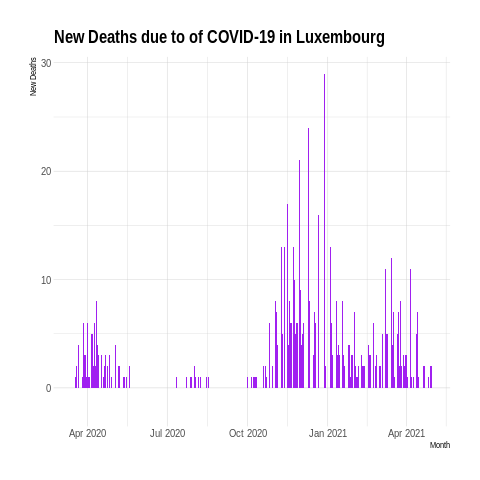 New Deaths due to of COVID-19 in Luxembourg
New Deaths
30
20
10
0
Apr 2020 Jul 2020 Oct 2020 Jan 2021 Apr 2021
Month